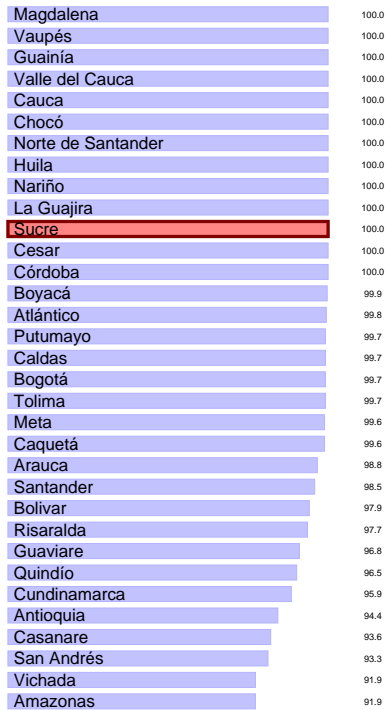 Magdalena 100.0
Vaupés 100.0
Guainía 100.0
Valle del Cauca 100.0
Cauca 100.0
Chocó 100.0
Norte de Santander 100.0
Huila 100.0
Nariño 100.0
La Guajira 100.0
Sucre 100.0
Cesar 100.0
Córdoba 100.0
Boyacá 99.9
Atlántico 99.8
Putumayo 99.7
Caldas 99.7
Bogotá 99.7
Tolima 99.7
Meta 99.6
Caquetá 99.6
Arauca 98.8
Santander 98.5
Bolivar 97.9
Risaralda 97.7
Guaviare 96.8
Quindío 96.5
Cundinamarca 95.9
Antioquia 94.4
Casanare 93.6
San Andrés 93.3
Vichada 91.9
Amazonas 91.9